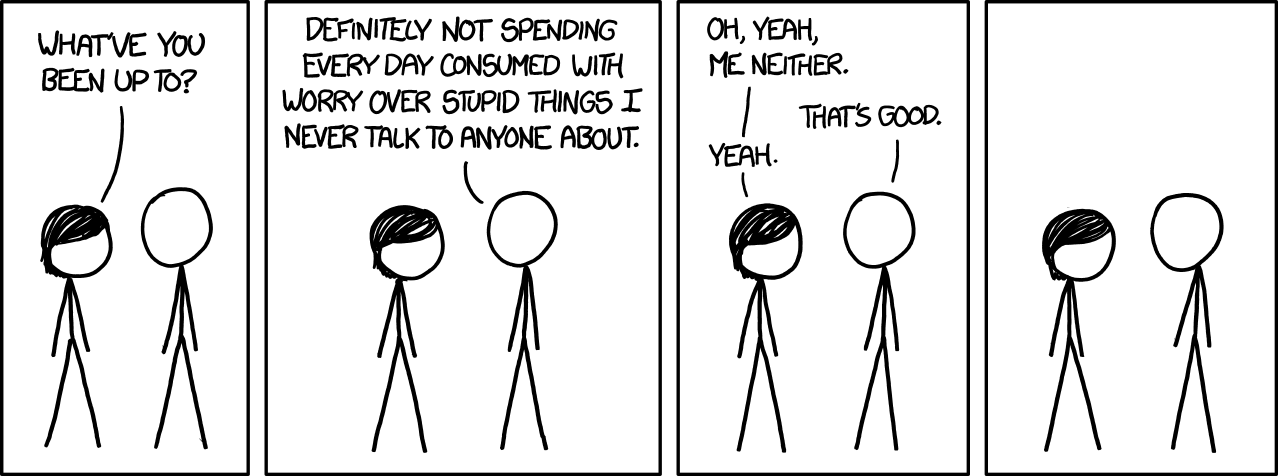 WHAT'VE YOU
BEEN UP TO?
DEFINITELY NOT SPENDING
EVERY DAY CONSUMED WITH
WORRY OVER STUPID THINGS I
NEVER TALK TO ANYONE ABOUT.
OH, YEAH,
ME NEITHER.
THAT'S GOOD.
YEAH.